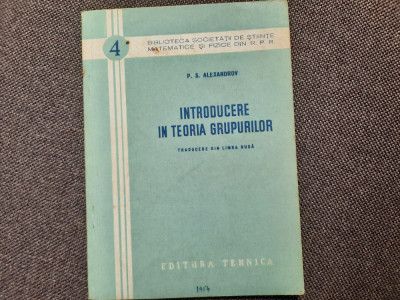 4
BIBLIOTECA SOCIETĂȚII DE ȘTIINȚE
MATEMATICE ȘI FIZICE DIN R. P. R.
P. S. ALEXANDROV
INTRODUCERE
IN TEORIA GRUPURILOR
TRADUCERE DIN LIMBA RUSĂ
EDITURA TEHNICA